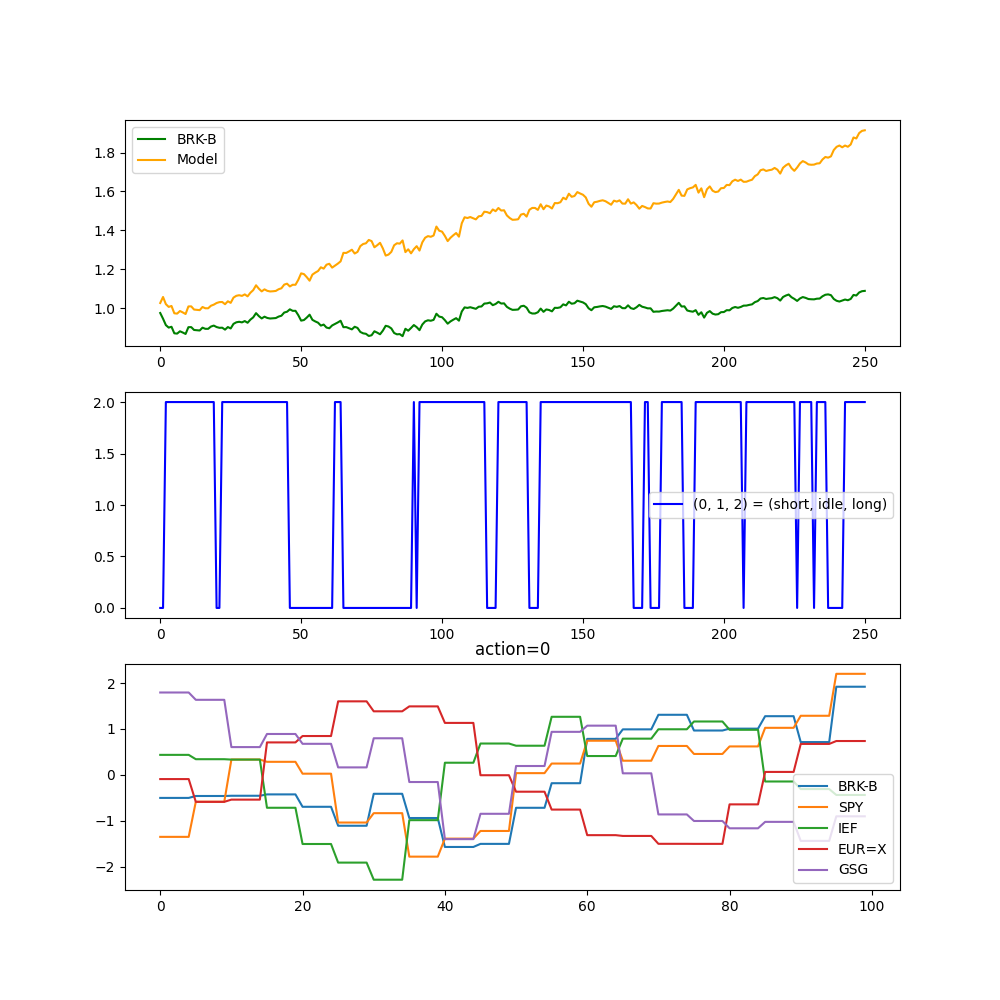 BRK-B
Model
1.8
1.6
1.4
1.2
1.0
0 50 100 150 200 250
2.0
1.5
1.0
0.5
0.0
(0, 1, 2) = (short, idle, long)
0 50 100 150 200 250
action=0
2
1
0
−1
−2
BRK-B
SPY
IEF
EUR=X
GSG
0 20 40 60 80 100